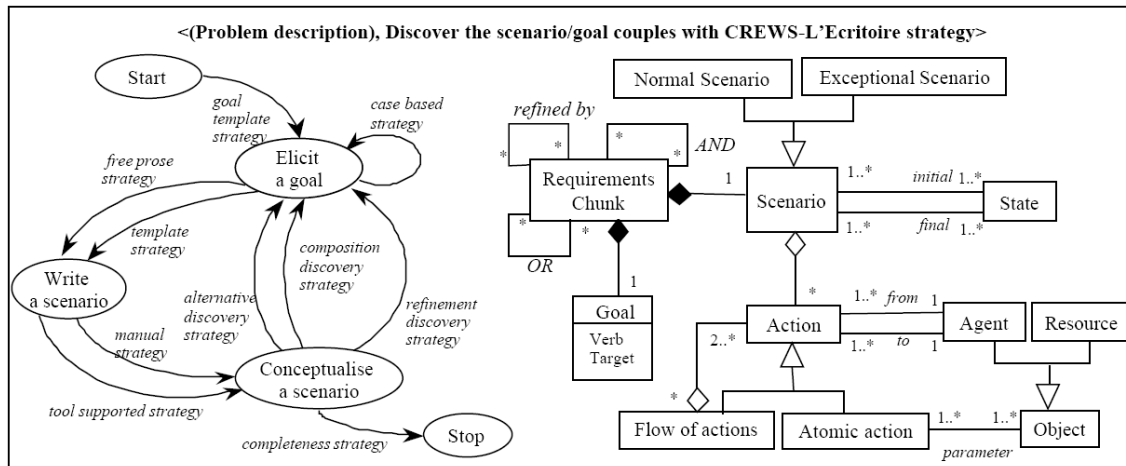 <(Problem description), Discover the scenario/goal couples with CREWS-L'Ecritoire strategy>
Start
goal
template
strategy
case based
strategy
Elicit
a goal
free prose
strategy
template
strategy
Write
a scenario
alternative
discovery
strategy
composition
discovery
strategy
refinement
discovery
strategy
manual
strategy
Conceptualise
a scenario
tool supported strategy
completeness strategy
Stop
Normal Scenario
Exceptional Scenario
refined by
*
*
*
*
AND
Requirements
Chunk
1
Scenario
1..*
initial
1..*
State
1..*
final
1..*
*
*
OR
1
Goal
Verb
Target
*
Action
1..*
from
1
Agent
Resource
2..*
1..*
to
1
*
Flow of actions
Atomic action
1..*
1..*
Object
parameter